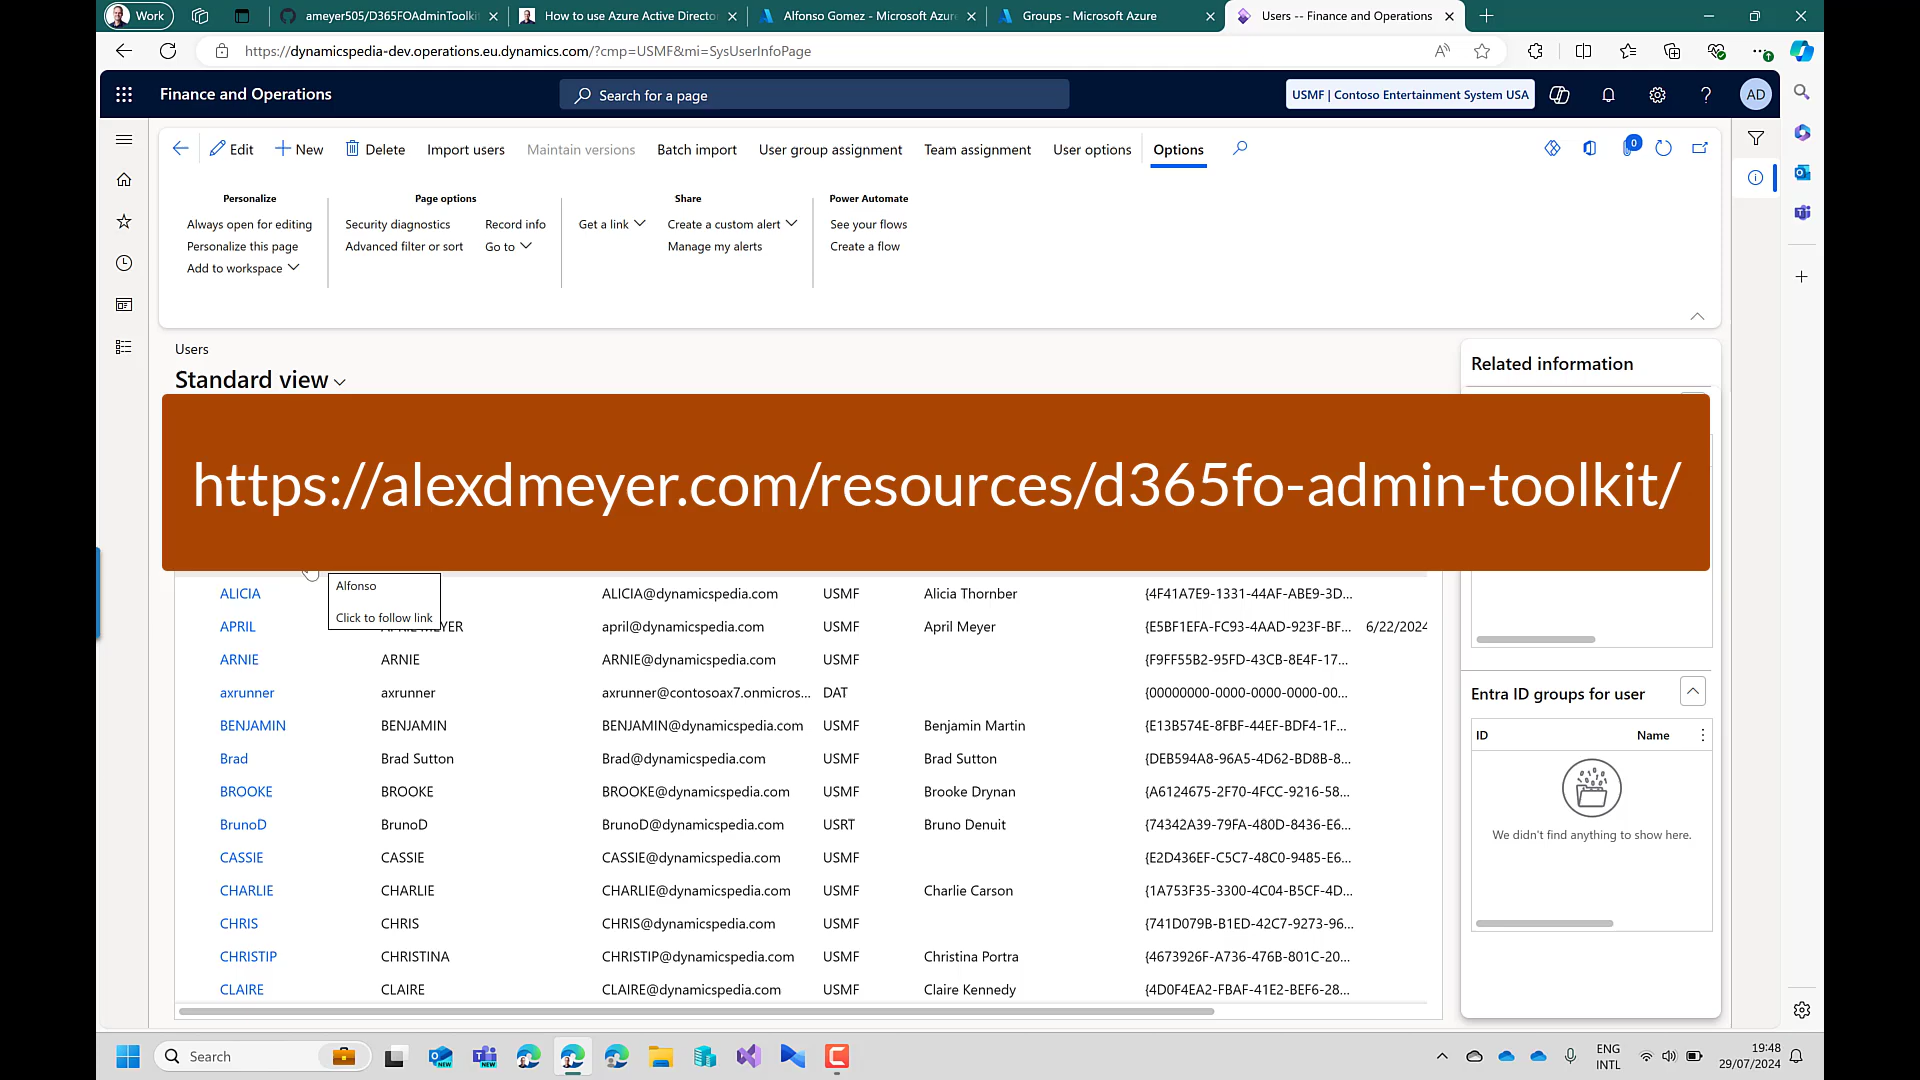 Work
ameyer505/D365FOAdminToolki
How to use Azure Active Directo
Alfonso Gomez - Microsoft Azur
Groups - Microsoft Azure
Users -- Finance and Operations
https://dynamicspedia-dev.operations.eu.dynamics.com/?cmp=USMF&mi=SysUserInfoPage
Finance and Operations
Search for a page
USMF | Contoso Entertainment System USA
?
AD
Edit
New
Delete
Import users
Maintain versions
Batch import
User group assignment
Team assignment
User options
Options
0
Personalize
Always open for editing
Personalize this page
Add to workspace
Page options
Security diagnostics
Record info
Advanced filter or sort
Go to
Share
Get a link
Create a custom alert
Manage my alerts
Power Automate
See your flows
Create a flow
Users
Standard view
Related information
https://alexdmeyer.com/resources/d365fo-admin-toolkit/
Alfonso
Click to follow link
ALICIA ALICIA@dynamicspedia.com USMF Alicia Thornber {4F41A7E9-1331-44AF-ABE9-3D...
APRIL MEYER april@dynamicspedia.com USMF April Meyer {E5BF1EFA-FC93-4AAD-923F-BF... 6/22/2024
ARNIE ARNIE ARNIE@dynamicspedia.com USMF {F9FF55B2-95FD-43CB-8E4F-17...
axrunner axrunner axrunner@contosoax7.onmicros... DAT {00000000-0000-0000-0000-00...
BENJAMIN BENJAMIN BENJAMIN@dynamicspedia.com USMF Benjamin Martin {E13B574E-8FBF-44EF-BDF4-1F...
Brad Brad Sutton Brad@dynamicspedia.com USMF Brad Sutton {DEB594A8-96A5-4D62-BD8B-8...
BROOKE BROOKE BROOKE@dynamicspedia.com USMF Brooke Drynan {A6124675-2F70-4FCC-9216-58...
BrunoD BrunoD BrunoD@dynamicspedia.com USRT Bruno Denuit {74342A39-79FA-480D-8436-E6...
CASSIE CASSIE CASSIE@dynamicspedia.com USMF {E2D436EF-C5C7-48C0-9485-E6...
CHARLIE CHARLIE CHARLIE@dynamicspedia.com USMF Charlie Carson {1A753F35-3300-4C04-B5CF-4D...
CHRIS CHRIS CHRIS@dynamicspedia.com USMF {741D079B-B1ED-42C7-9273-96...
CHRISTIP CHRISTINA CHRISTIP@dynamicspedia.com USMF Christina Portra {4673926F-A736-476B-801C-20...
CLAIRE CLAIRE CLAIRE@dynamicspedia.com USMF Claire Kennedy {4D0F4EA2-FBAF-41E2-BEF6-28...
Entra ID groups for user
ID Name
We didn't find anything to show here.
Search
NEW
NEW
ENG
INTL
19:48
29/07/2024